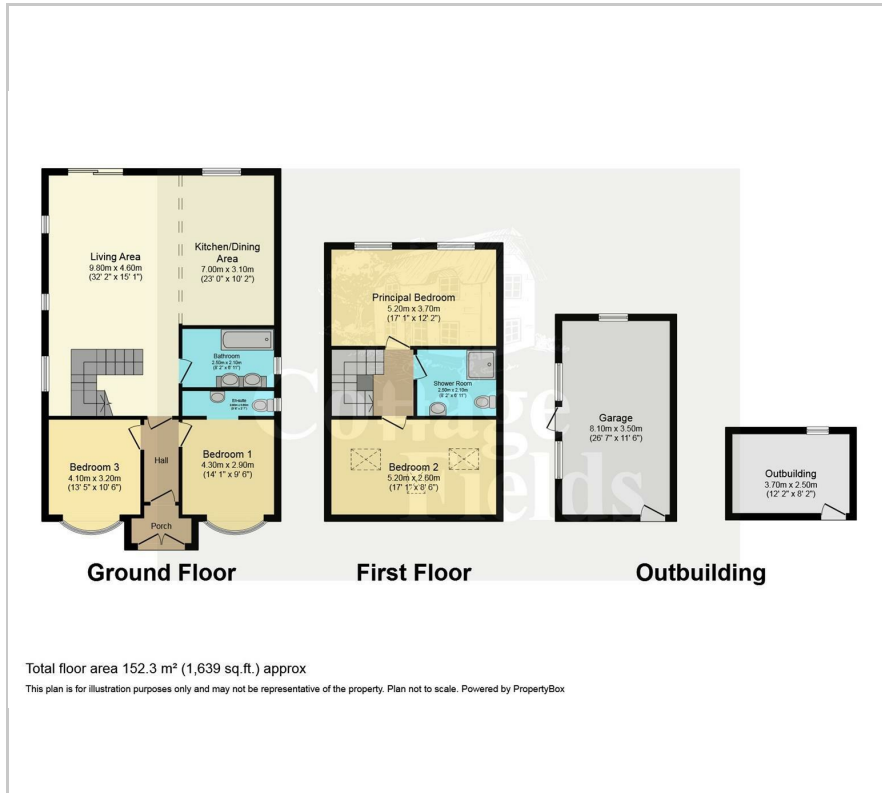 Living Area
9.80m x 4.60m
(32' 2" x 15' 1")
Kitchen/Dining
Area
7.00m x 3.10m
(23' 0" x 10' 2")
Bathroom
2.50m x 2.10m
(8' 2" x 6' 11")
En-suite
Bedroom 3
4.10m x 3.20m
(13' 5" x 10' 6")
Hall
Bedroom 1
4.30m x 2.90m
(14' 1" x 9' 6")
Porch
Ground Floor
Principal Bedroom
5.20m x 3.70m
(17' 1" x 12' 2")
Shower Room
2.50m x 2.10m
(8' 2" x 6' 11")
Bedroom 2
5.20m x 2.60m
(17' 1" x 8' 6")
First Floor
Garage
8.10m x 3.50m
(26' 7" x 11' 6")
Outbuilding
3.70m x 2.50m
(12' 2" x 8' 2")
Outbuilding
Cottage
Fields
Total floor area 152.3 m² (1,639 sq.ft.) approx
This plan is for illustration purposes only and may not be representative of the property. Plan not to scale. Powered by PropertyBox